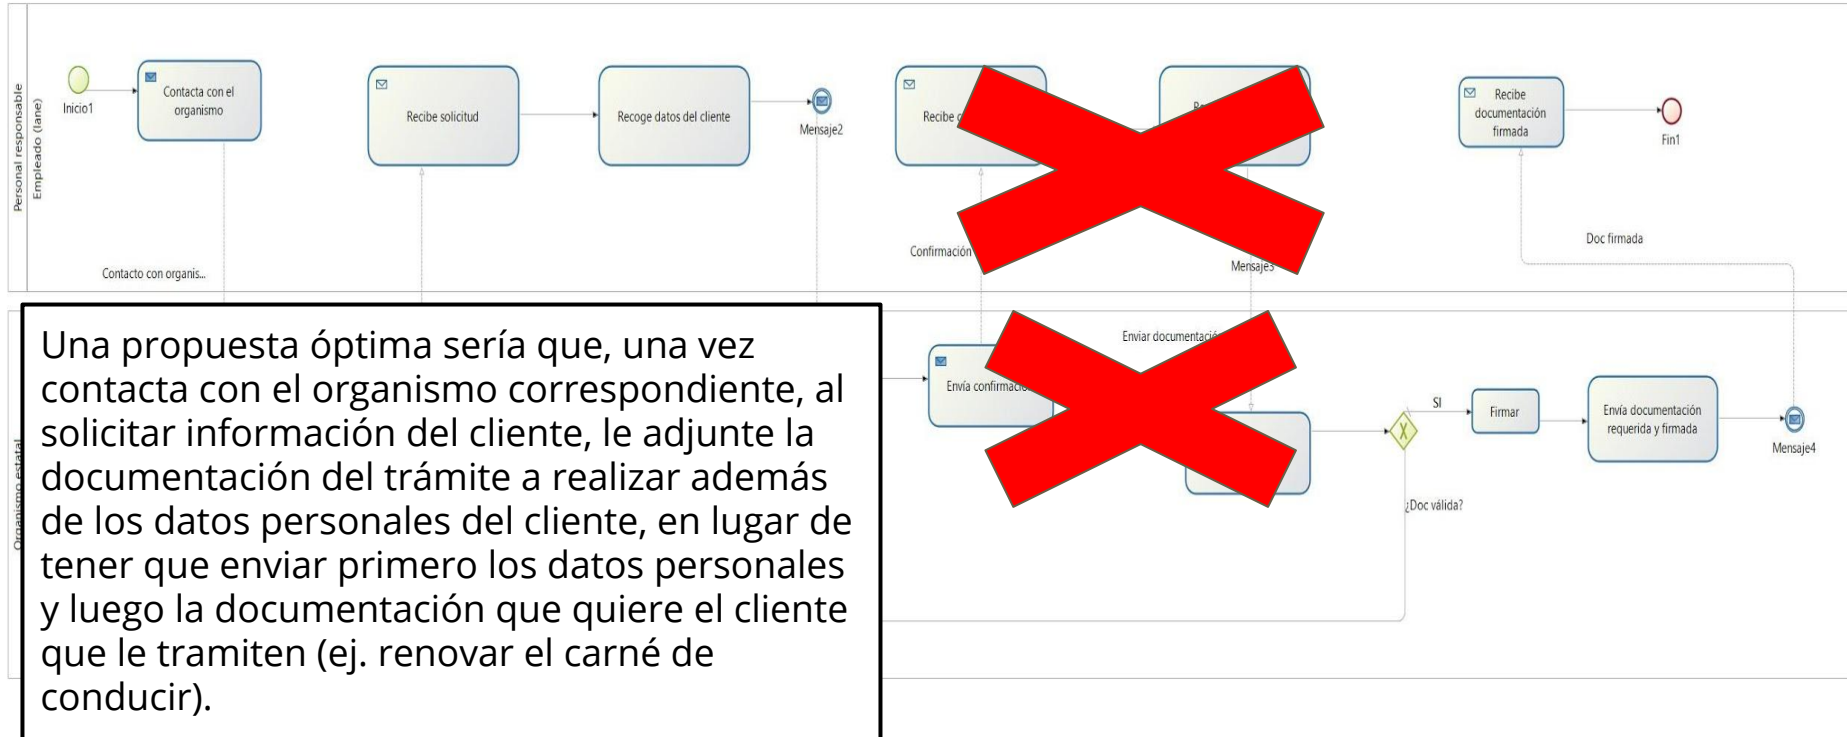 Personal responsable
Empleado (lane)
Inicio1
Contacta con el
organismo
Recibe solicitud
Recoge datos del cliente
Mensaje2
Recibe
Recibe
documentación
firmada
Fin1
Contacto con organis...
Confirmación
Mensaje3
Doc firmada
Organismo estatal
Una propuesta óptima sería que, una vez
contacta con el organismo correspondiente, al
solicitar información del cliente, le adjunte la
documentación del trámite a realizar además
de los datos personales del cliente, en lugar de
tener que enviar primero los datos personales
y luego la documentación que quiere el cliente
que le tramiten (ej. renovar el carné de
conducir).
Envía
Enviar
¿Doc válida?
SI
Firmar
Envía documentación
requerida y firmada
Mensaje4